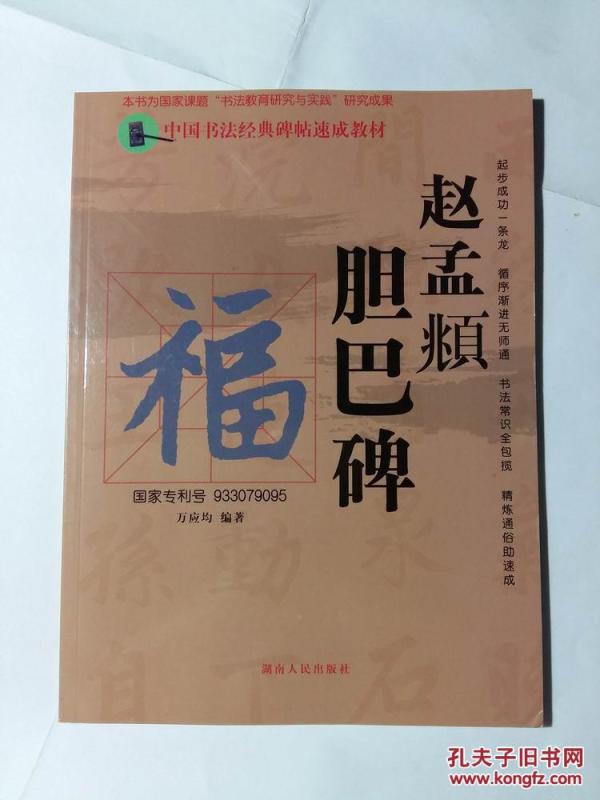 本书为国家课题“书法教育研究与实践”研究成果
中国书法经典碑帖速成教材
赵孟頫
胆巴碑
起步成功一条龙 循序渐进无师通 书法常识全包揽 精炼通俗助速成
福
国家专利号 933079095
万应均 编著
湖南人民出版社
孔夫子旧书网
www.kongfz.com